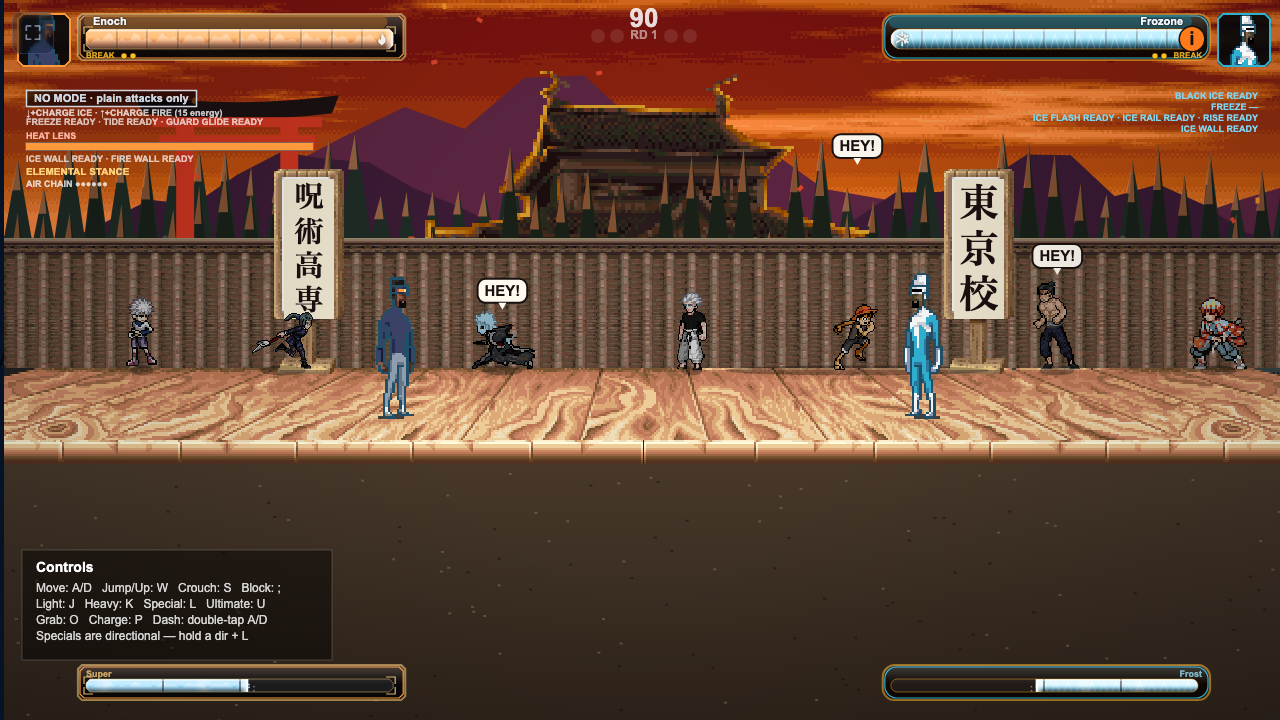 Enoch
BREAK
90
RD 1
Frozone
BREAK
NO MODE · plain attacks only
↓+CHARGE ICE · ↑+CHARGE FIRE (15 energy)
FREEZE READY · TIDE READY · GUARD GLIDE READY
HEAT LENS
ICE WALL READY · FIRE WALL READY
ELEMENTAL STANCE
AIR CHAIN ●●●●●●
BLACK ICE READY
FREEZE —
ICE FLASH READY · ICE RAIL READY · RISE READY
ICE WALL READY
HEY!
HEY!
HEY!
呪術高専
東京校
Controls
Move: A/D Jump/Up: W Crouch: S Block: ;
Light: J Heavy: K Special: L Ultimate: U
Grab: O Charge: P Dash: double-tap A/D
Specials are directional — hold a dir + L
Super
Frost